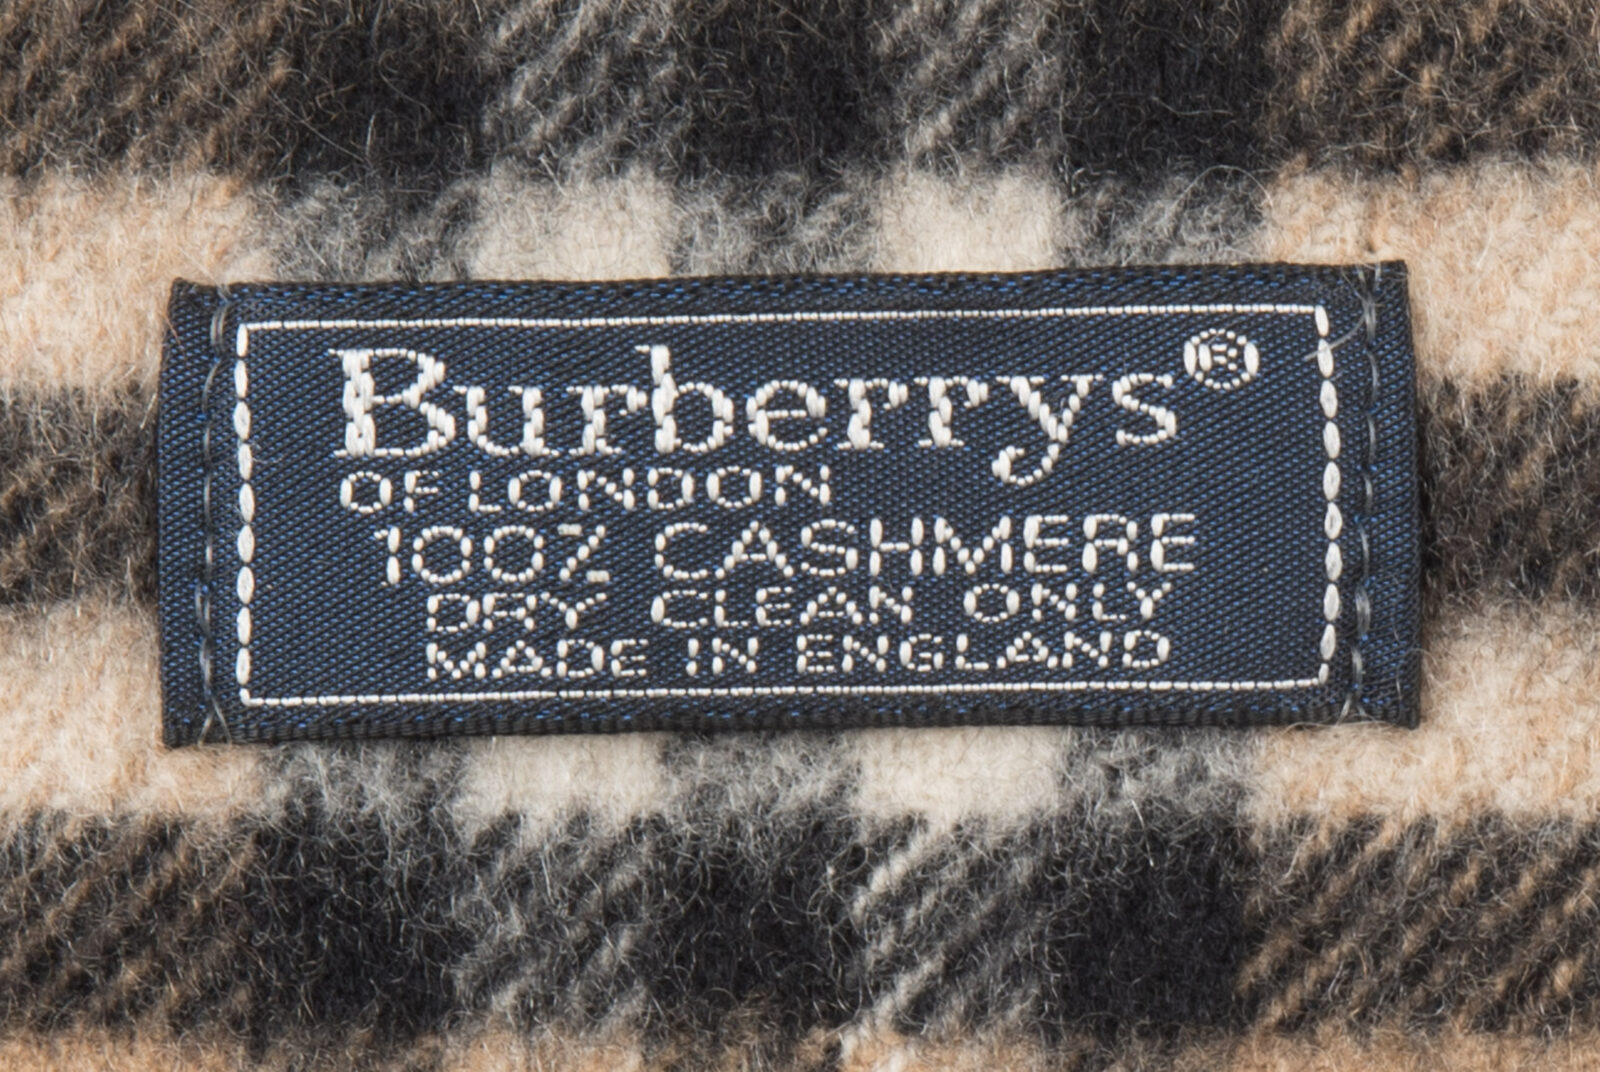 Burberrys®
OF LONDON
100% CASHMERE
DRY CLEAN ONLY
MADE IN ENGLAND